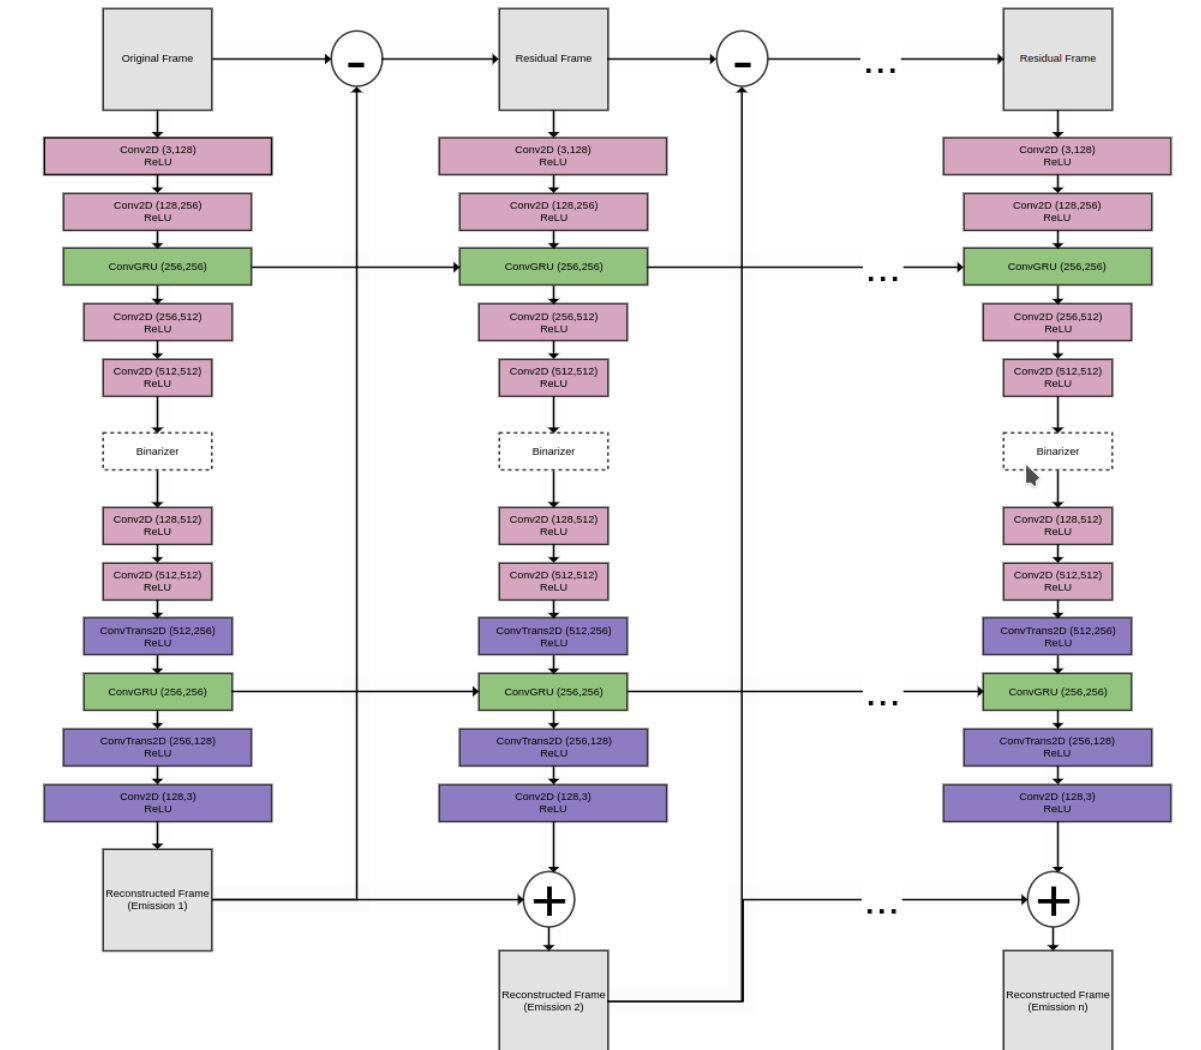 Original Frame
-
Residual Frame
-
...
Residual Frame
Conv2D (3,128)
ReLU
Conv2D (128,256)
ReLU
ConvGRU (256,256)
Conv2D (256,512)
ReLU
Conv2D (512,512)
ReLU
Binarizer
Conv2D (128,512)
ReLU
Conv2D (512,512)
ReLU
ConvTrans2D (512,256)
ReLU
ConvGRU (256,256)
ConvTrans2D (256,128)
ReLU
Conv2D (128,3)
ReLU
Reconstructed Frame
(Emission 1)
Conv2D (3,128)
ReLU
Conv2D (128,256)
ReLU
ConvGRU (256,256)
Conv2D (256,512)
ReLU
Conv2D (512,512)
ReLU
Binarizer
Conv2D (128,512)
ReLU
Conv2D (512,512)
ReLU
ConvTrans2D (512,256)
ReLU
ConvGRU (256,256)
ConvTrans2D (256,128)
ReLU
Conv2D (128,3)
ReLU
+
Reconstructed Frame
(Emission 2)
...
...
...
Conv2D (3,128)
ReLU
Conv2D (128,256)
ReLU
ConvGRU (256,256)
Conv2D (256,512)
ReLU
Conv2D (512,512)
ReLU
Binarizer
Conv2D (128,512)
ReLU
Conv2D (512,512)
ReLU
ConvTrans2D (512,256)
ReLU
ConvGRU (256,256)
ConvTrans2D (256,128)
ReLU
Conv2D (128,3)
ReLU
+
Reconstructed Frame
(Emission n)